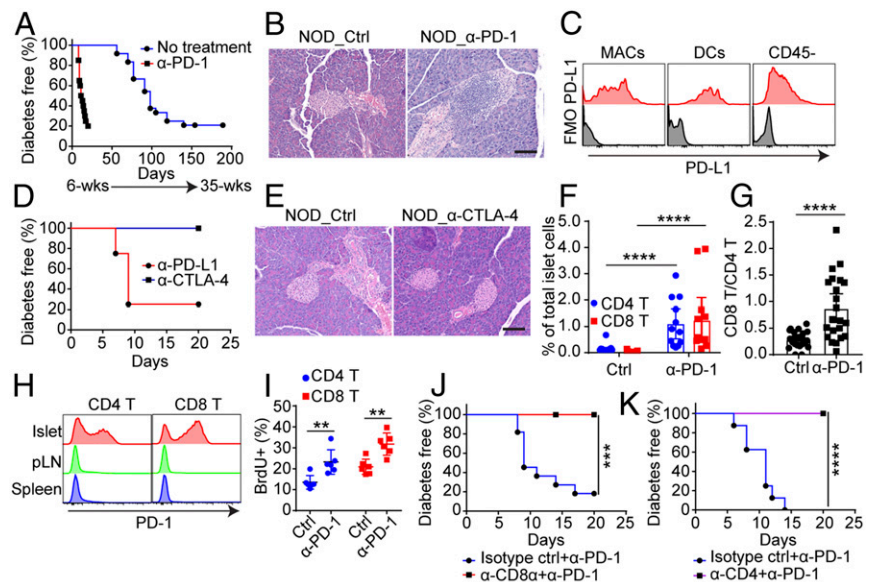 A
Diabetes free (%)
100
80
60
40
20
0
No treatment
α-PD-1
0 50 100 150 200
Days
6-wks 35-wks
B
NOD_Ctrl NOD_α-PD-1
C
MACs DCs CD45-
FMO PD-L1
PD-L1
D
Diabetes free (%)
100
80
60
40
20
0
α-PD-L1
α-CTLA-4
0 5 10 15 20 25
Days
E
NOD_Ctrl NOD_α-CTLA-4
F
% of total islet cells
5.0
4.0
3.0
2.0
1.0
0.0
****
****
CD4 T
CD8 T
Ctrl α-PD-1
G
CD8 T/CD4 T
2.5
2.0
1.5
1.0
0.5
0.0
****
Ctrl α-PD-1
H
CD4 T CD8 T
Islet
pLN
Spleen
PD-1
I
CD4 T
CD8 T
BrdU+ (%)
50
40
30
20
10
0
** **
Ctrl α-PD-1 Ctrl α-PD-1
J
Diabetes free (%)
100
80
60
40
20
0
***
0 5 10 15 20 25
Days
Isotype ctrl+α-PD-1
α-CD8α+α-PD-1
K
Diabetes free (%)
100
80
60
40
20
0
****
0 5 10 15 20 25
Days
Isotype ctrl+α-PD-1
α-CD4+α-PD-1